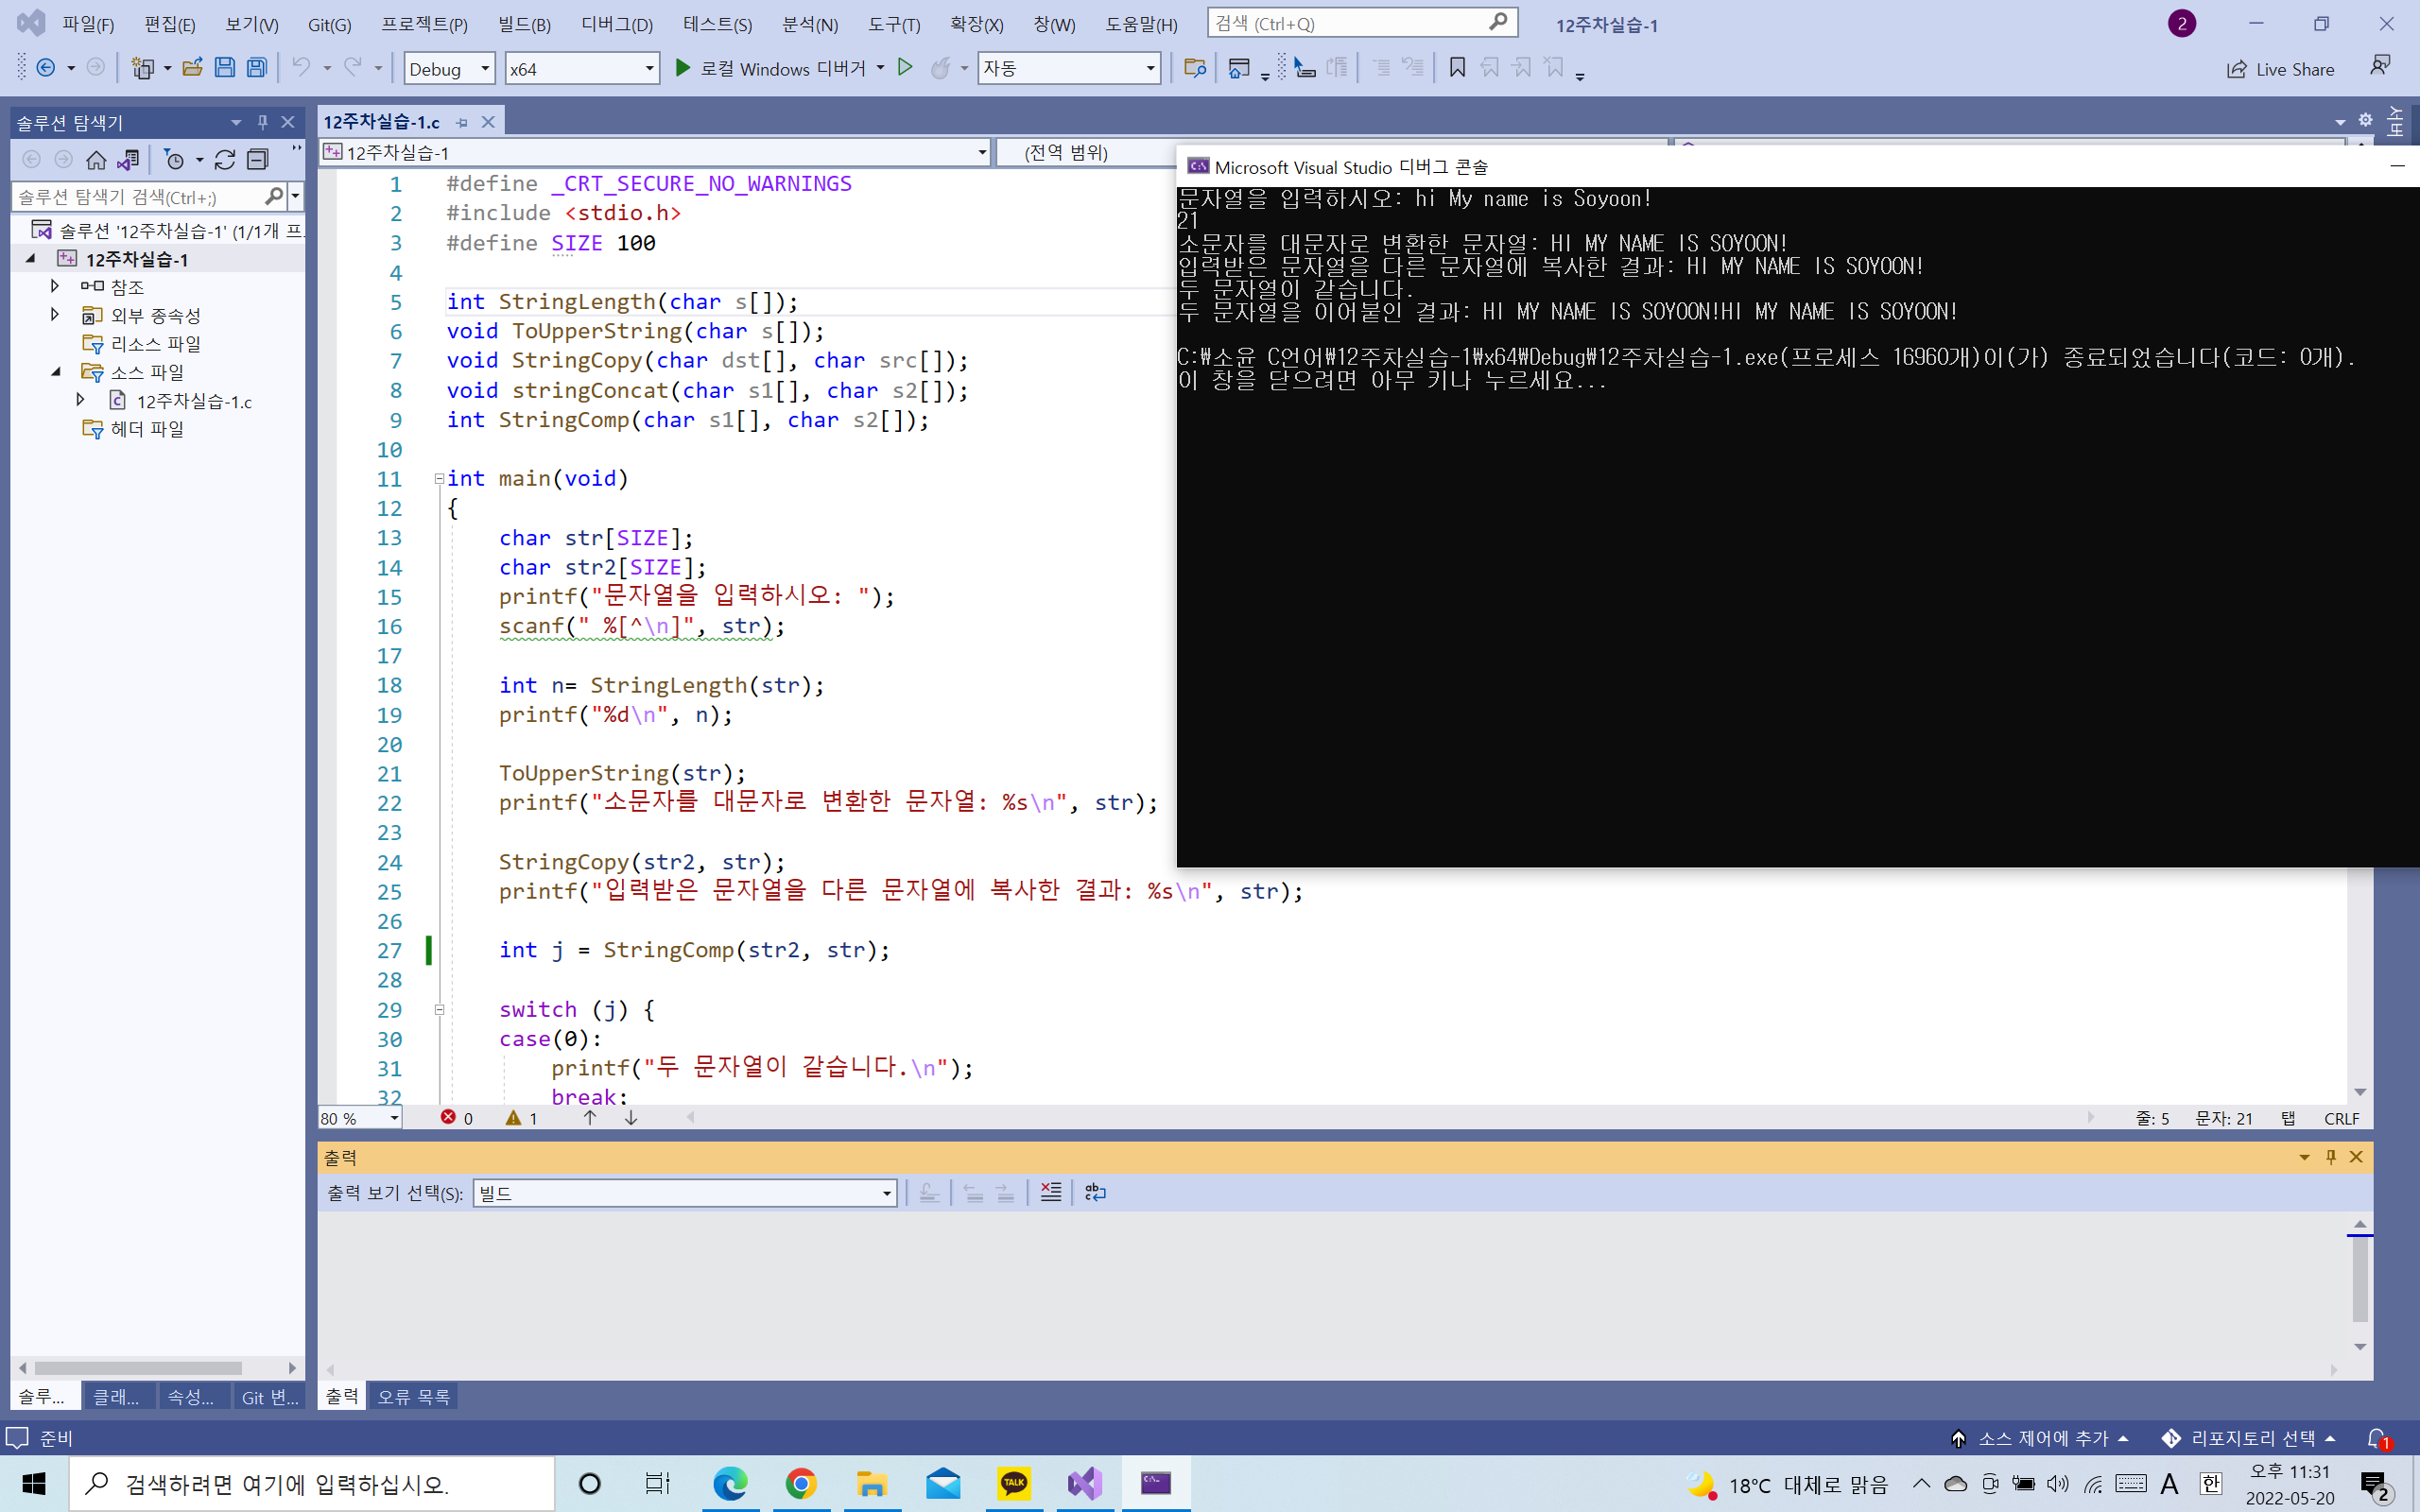 파일(F) 편집(E) 보기(V) Git(G) 프로젝트(P) 빌드(B) 디버그(D) 테스트(S) 분석(N) 도구(T) 확장(X) 창(W) 도움말(H) 검색 (Ctrl+Q) 12주차실습-1 2
Debug x64 로컬 Windows 디버거 자동 Live Share
솔루션 탐색기
솔루션 탐색기 검색(Ctrl+;)
솔루션 '12주차실습-1' (1/1개 프
12주차실습-1
참조
외부 종속성
리소스 파일
소스 파일
12주차실습-1.c
헤더 파일
솔루... 클래... 속성... Git 변...
12주차실습-1.c
12주차실습-1 (전역 범위)
1 #define _CRT_SECURE_NO_WARNINGS
2 #include <stdio.h>
3 #define SIZE 100
4
5 int StringLength(char s[]);
6 void ToUpperString(char s[]);
7 void StringCopy(char dst[], char src[]);
8 void stringConcat(char s1[], char s2[]);
9 int StringComp(char s1[], char s2[]);
10
11 int main(void)
12 {
13 char str[SIZE];
14 char str2[SIZE];
15 printf("문자열을 입력하시오: ");
16 scanf(" %[^\n]", str);
17
18 int n= StringLength(str);
19 printf("%d\n", n);
20
21 ToUpperString(str);
22 printf("소문자를 대문자로 변환한 문자열: %s\n", str);
23
24 StringCopy(str2, str);
25 printf("입력받은 문자열을 다른 문자열에 복사한 결과: %s\n", str);
26
27 int j = StringComp(str2, str);
28
29 switch (j) {
30 case(0):
31 printf("두 문자열이 같습니다.\n");
32 break;
80 % 0 1 줄: 5 문자: 21 탭 CRLF
Microsoft Visual Studio 디버그 콘솔
문자열을 입력하시오: hi My name is Soyoon!
21
소문자를 대문자로 변환한 문자열: HI MY NAME IS SOYOON!
입력받은 문자열을 다른 문자열에 복사한 결과: HI MY NAME IS SOYOON!
두 문자열이 같습니다.
두 문자열을 이어붙인 결과: HI MY NAME IS SOYOON!HI MY NAME IS SOYOON!
C:\소윤 C언어\12주차실습-1\x64\Debug\12주차실습-1.exe(프로세스 16960개)이(가) 종료되었습니다(코드: 0개).
이 창을 닫으려면 아무 키나 누르세요...
출력
출력 보기 선택(S): 빌드
출력 오류 목록
준비 소스 제어에 추가 리포지토리 선택 1
검색하려면 여기에 입력하십시오. TALK 18°C 대체로 맑음 A 한 오후 11:31
2022-05-20 2